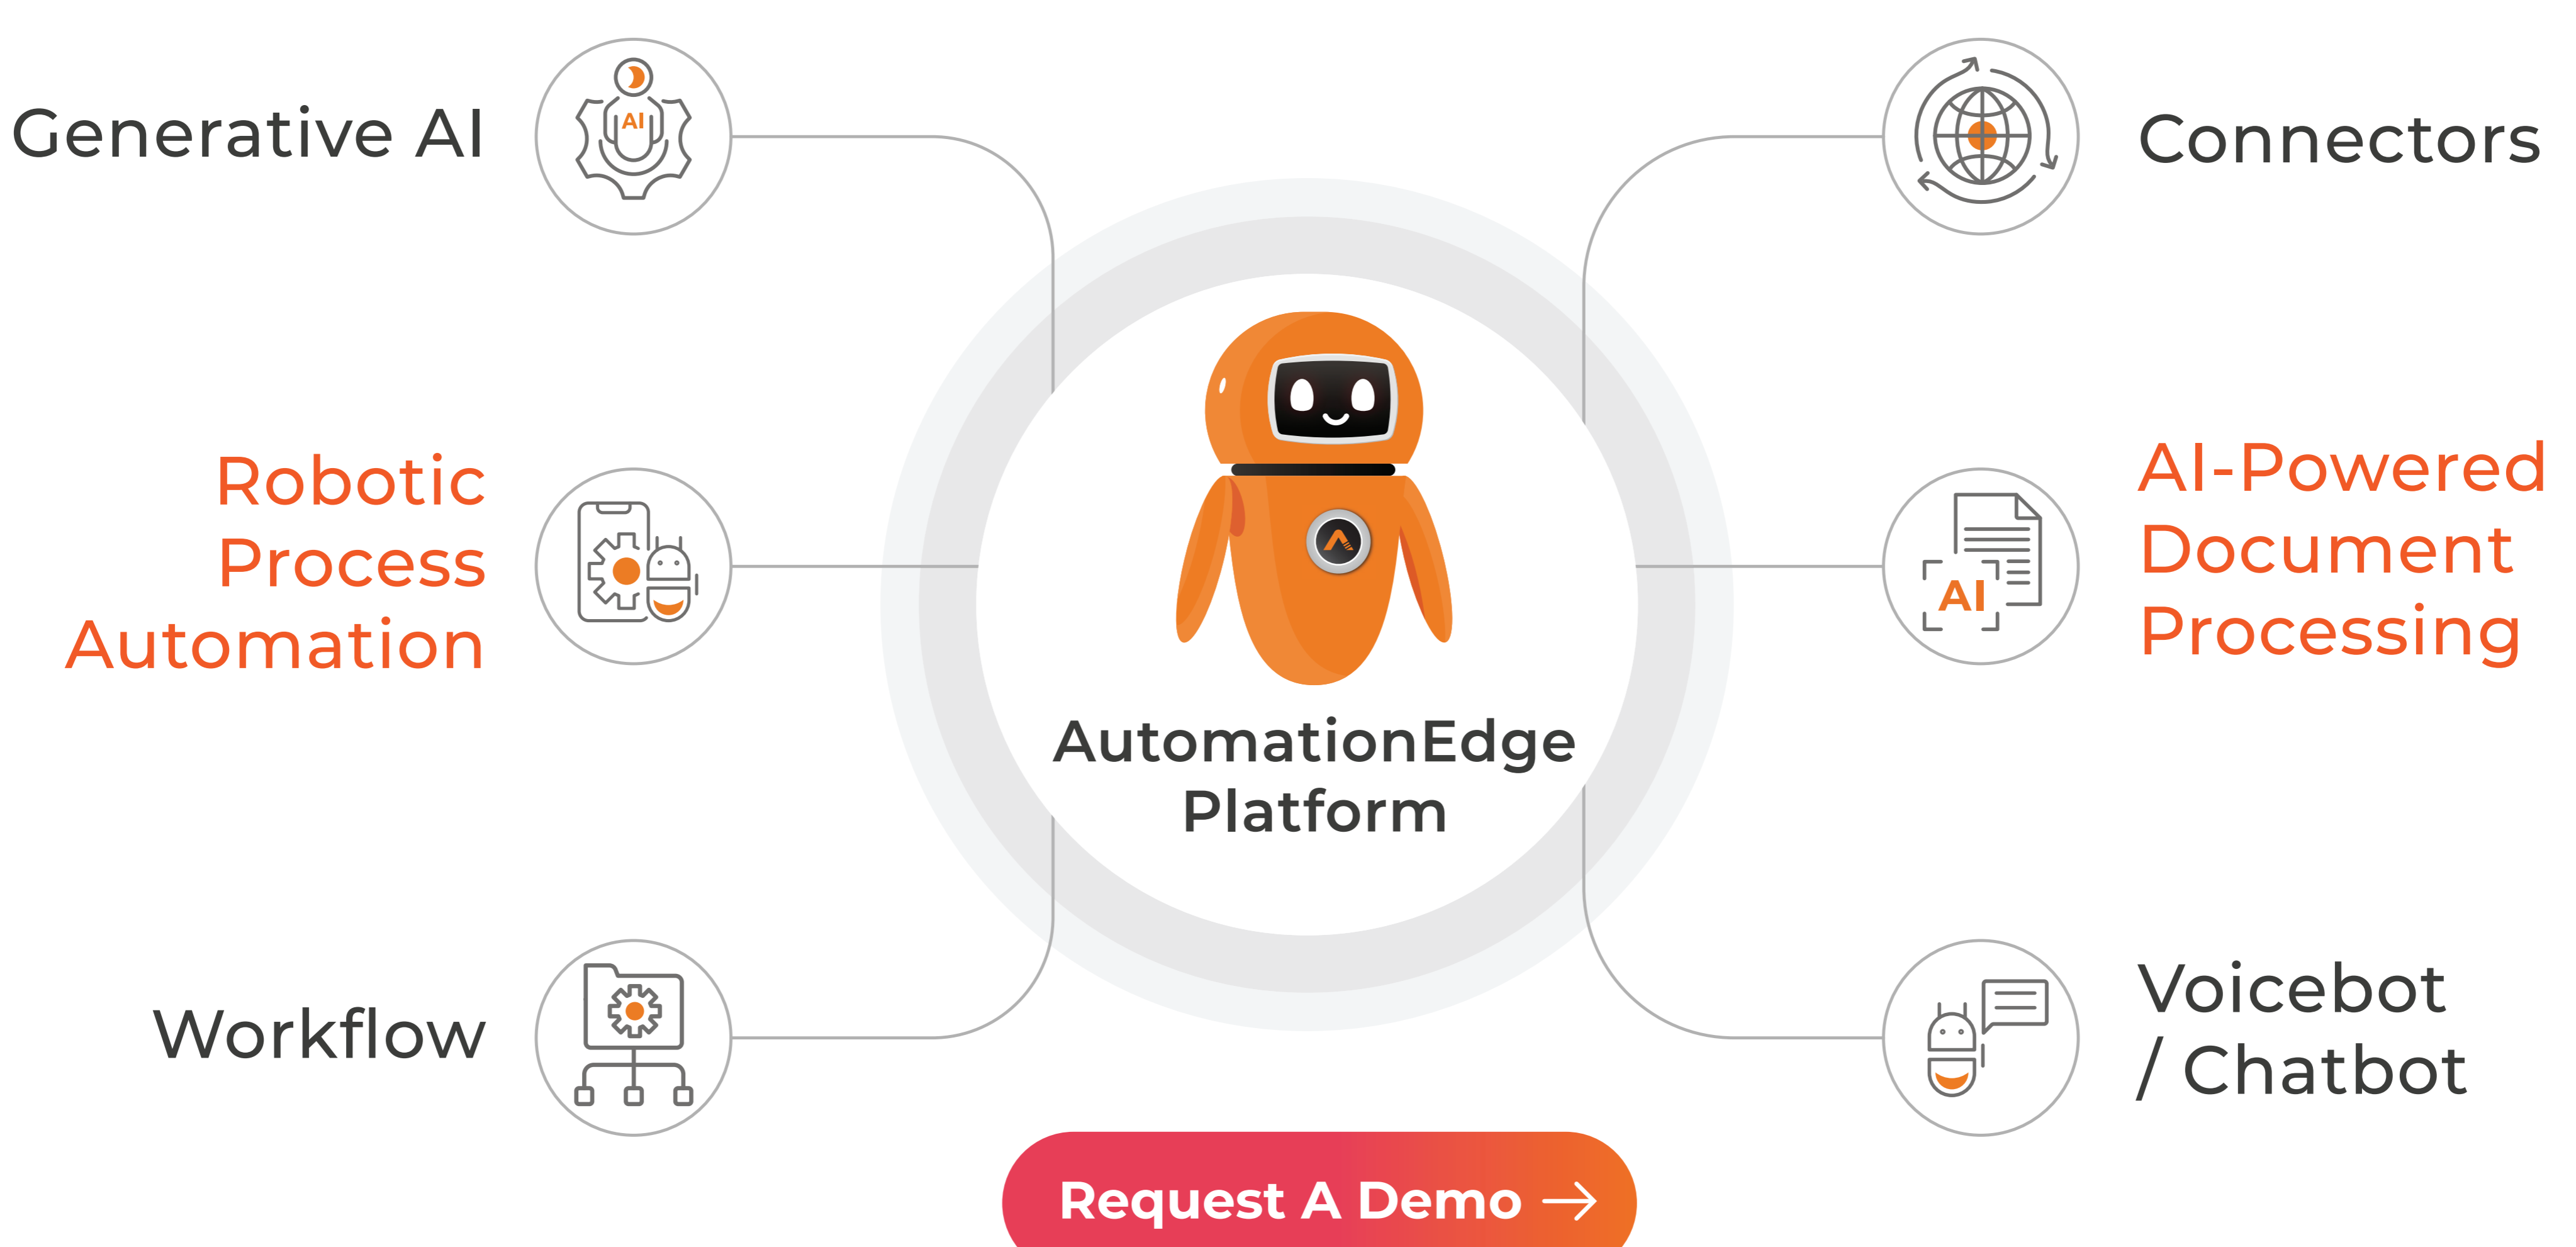 Generative AI
AI
Robotic
Process
Automation
Workflow
AutomationEdge
Platform
Connectors
AI-Powered
Document
Processing
AI
Voicebot
/ Chatbot
Request A Demo →